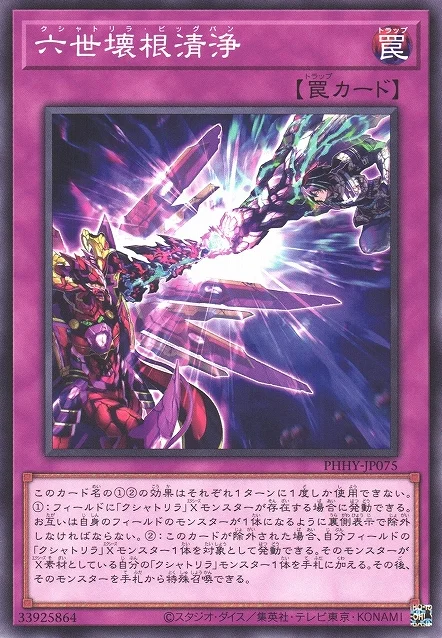 クシャトリラ・ビッグバン
六世壊根清浄
トラップ
罠
トラップ
【罠カード】
PHHY-JP075
このカード名の①②の効果はそれぞれ1ターンに1度しか使用できない。
①：フィールドに「クシャトリラ」Xモンスターが存在する場合に発動できる。
お互いは自身のフィールドのモンスターが1体になるように裏側表示で除外
しなければならない。②：このカードが除外された場合、自分フィールドの
「クシャトリラ」Xモンスター1体を対象として発動できる。そのモンスターが
X素材としている自分の「クシャトリラ」モンスター1体を手札に加える。その後、
そのモンスターを手札から特殊召喚できる。
33925864
©スタジオ・ダイス／集英社・テレビ東京・KONAMI